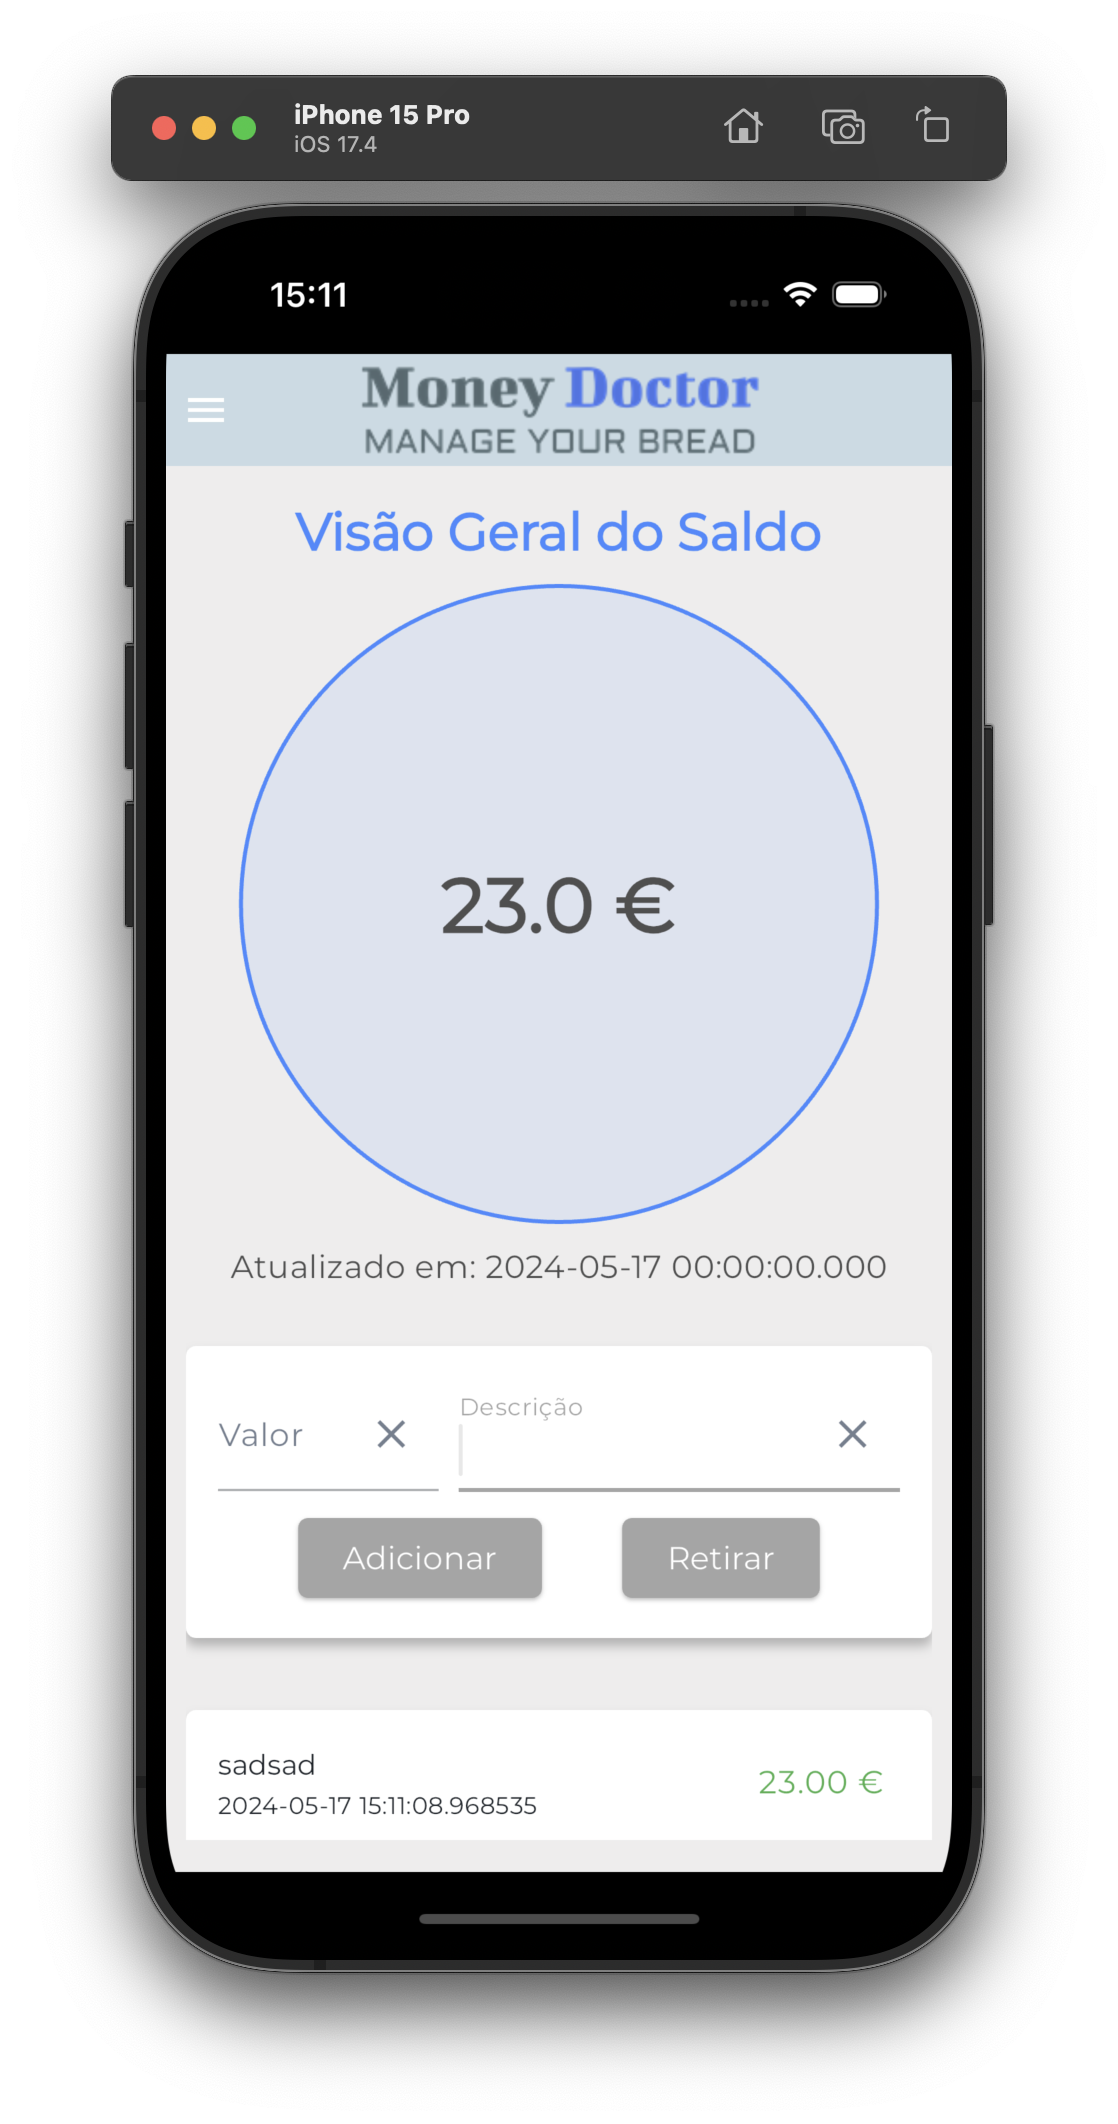 iPhone 15 Pro
iOS 17.4
15:11
Money Doctor
MANAGE YOUR BREAD
Visão Geral do Saldo
23.0 €
Atualizado em: 2024-05-17 00:00:00.000
Descrição
Valor
Adicionar Retirar
sadsad
23.00 €
2024-05-17 15:11:08.968535